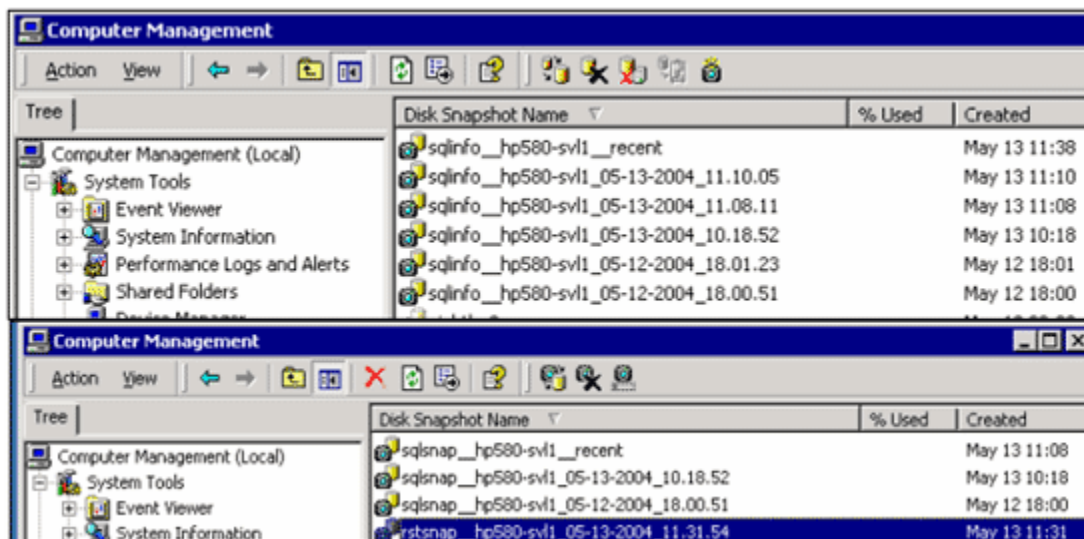 Computer Management
Action View
Tree
Disk Snapshot Name % Used Created
Computer Management (Local)
System Tools
Event Viewer
System Information
Performance Logs and Alerts
Shared Folders
Device Manager
sqlinfo__hp580-svl1__recent May 13 11:38
sqlinfo__hp580-svl1_05-13-2004_11.10.05 May 13 11:10
sqlinfo__hp580-svl1_05-13-2004_11.08.11 May 13 11:08
sqlinfo__hp580-svl1_05-13-2004_10.18.52 May 13 10:18
sqlinfo__hp580-svl1_05-12-2004_18.01.23 May 12 18:01
sqlinfo__hp580-svl1_05-12-2004_18.00.51 May 12 18:00
Computer Management
Action View
Tree
Disk Snapshot Name % Used Created
Computer Management (Local)
System Tools
Event Viewer
System Information
sqlsnap__hp580-svl1__recent May 13 11:08
sqlsnap__hp580-svl1_05-13-2004_10.18.52 May 13 10:18
sqlsnap__hp580-svl1_05-12-2004_18.00.51 May 12 18:00
rstsnap__hp580-svl1_05-13-2004_11.31.54 May 13 11:31